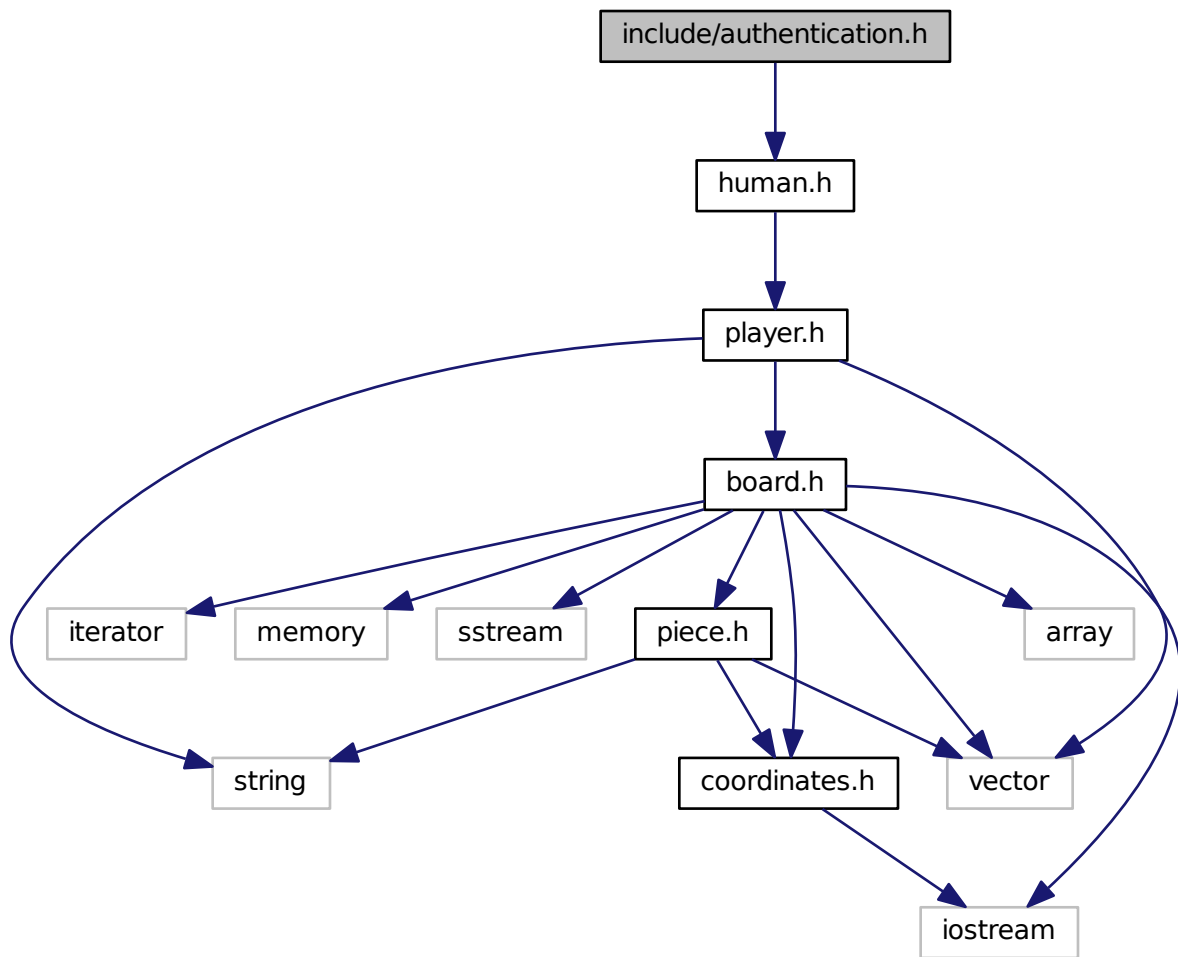 include/authentication.h
human.h
player.h
board.h
iterator
memory
sstream
piece.h
array
string
coordinates.h
vector
iostream